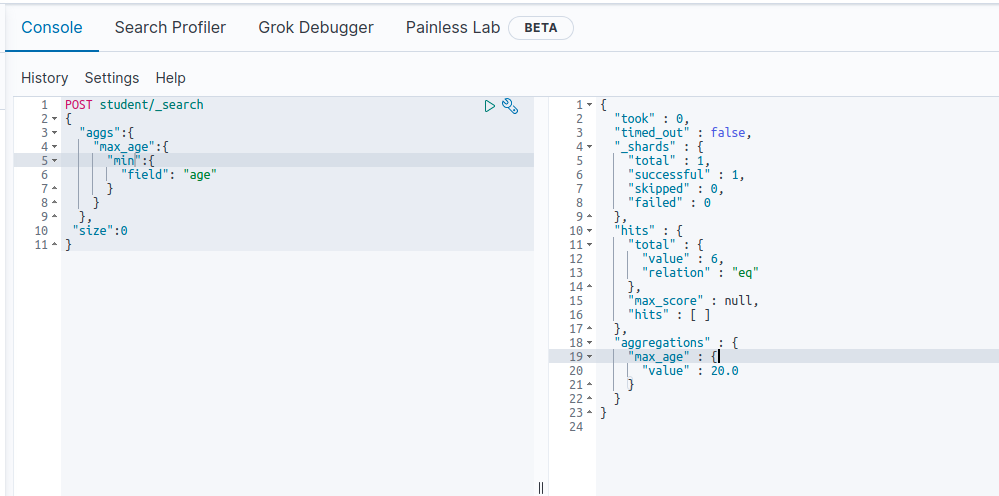 Console Search Profiler Grok Debugger Painless Lab BETA
History Settings Help
1 POST student/_search
2 {
3 "aggs":{
4 "max_age":{
5 "min":{
6 "field": "age"
7 }
8 }
9 },
10 "size":0
11 }
1 {
2 "took" : 0,
3 "timed_out" : false,
4 "_shards" : {
5 "total" : 1,
6 "successful" : 1,
7 "skipped" : 0,
8 "failed" : 0
9 },
10 "hits" : {
11 "total" : {
12 "value" : 6,
13 "relation" : "eq"
14 },
15 "max_score" : null,
16 "hits" : [ ]
17 },
18 "aggregations" : {
19 "max_age" : {
20 "value" : 20.0
21 }
22 }
23 }
24